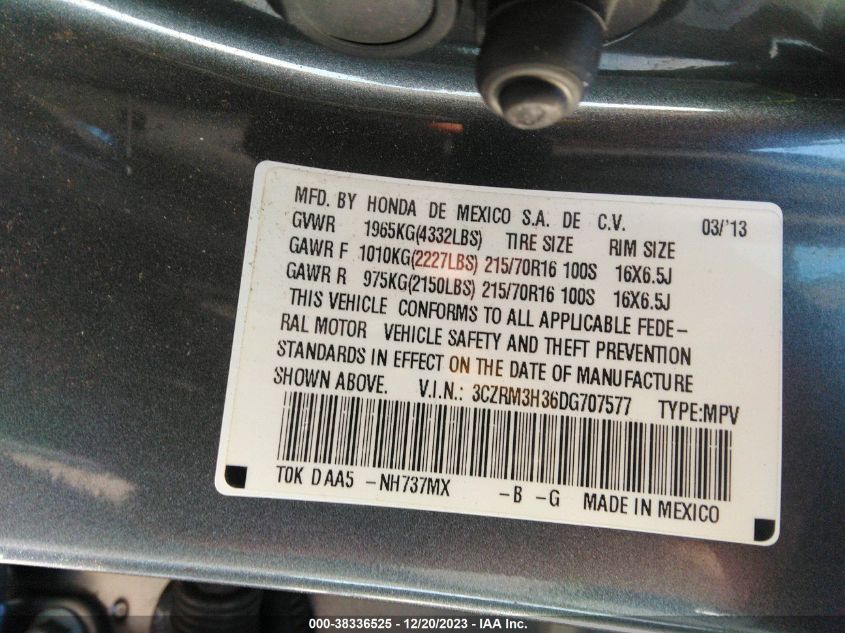 MFD. BY HONDA DE MEXICO S.A. DE C.V. 03/'13
GVWR 1965KG(4332LBS) TIRE SIZE RIM SIZE
GAWR F 1010KG(2227LBS) 215/70R16 100S 16X6.5J
GAWR R 975KG(2150LBS) 215/70R16 100S 16X6.5J
THIS VEHICLE CONFORMS TO ALL APPLICABLE FEDE-
RAL MOTOR VEHICLE SAFETY AND THEFT PREVENTION
STANDARDS IN EFFECT ON THE DATE OF MANUFACTURE
SHOWN ABOVE. V.I.N.: 3CZRM3H36DG707577 TYPE:MPV
T0K D AA5 -NH737MX -B -G MADE IN MEXICO
000-38336525 - 12/20/2023 - IAA Inc.